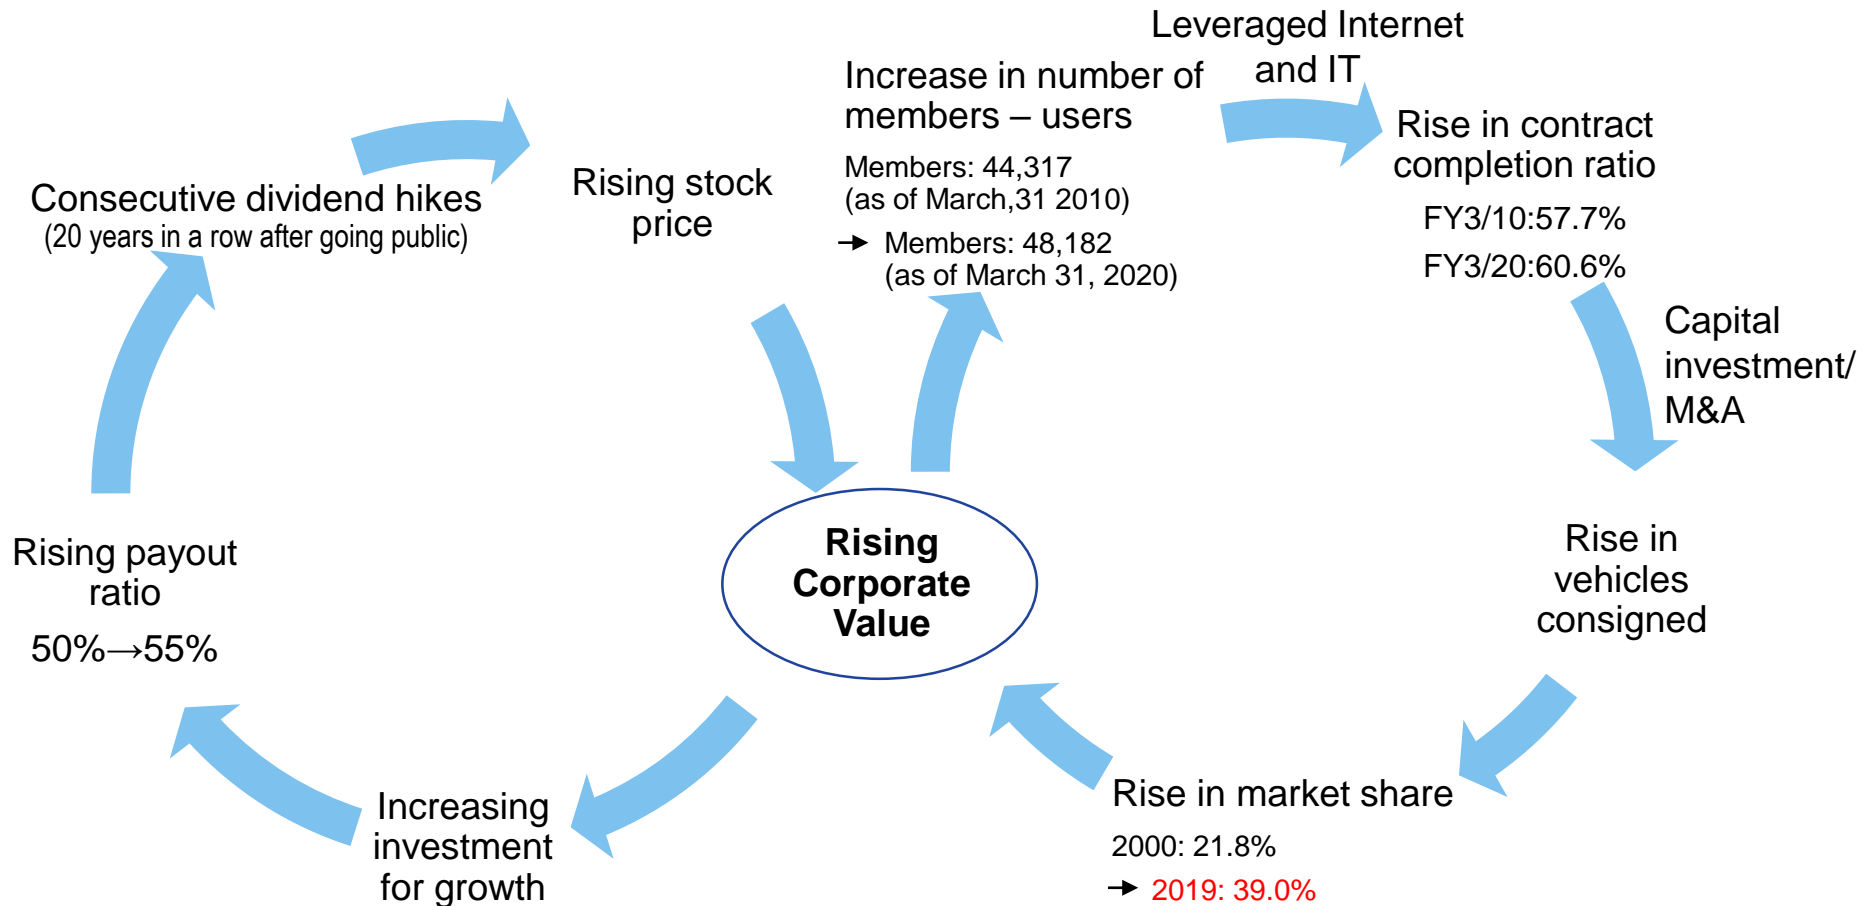 Leveraged Internet
and IT
Increase in number of
members – users
Members: 44,317
(as of March,31 2010)
→ Members: 48,182
(as of March 31, 2020)
Rise in contract
completion ratio
FY3/10:57.7%
FY3/20:60.6%
Capital
investment/
M&A
Rise in
vehicles
consigned
Rise in market share
2000: 21.8%
→ 2019: 39.0%
Rising
Corporate
Value
Increasing
investment
for growth
Rising payout
ratio
50%→55%
Consecutive dividend hikes
(20 years in a row after going public)
Rising stock
price